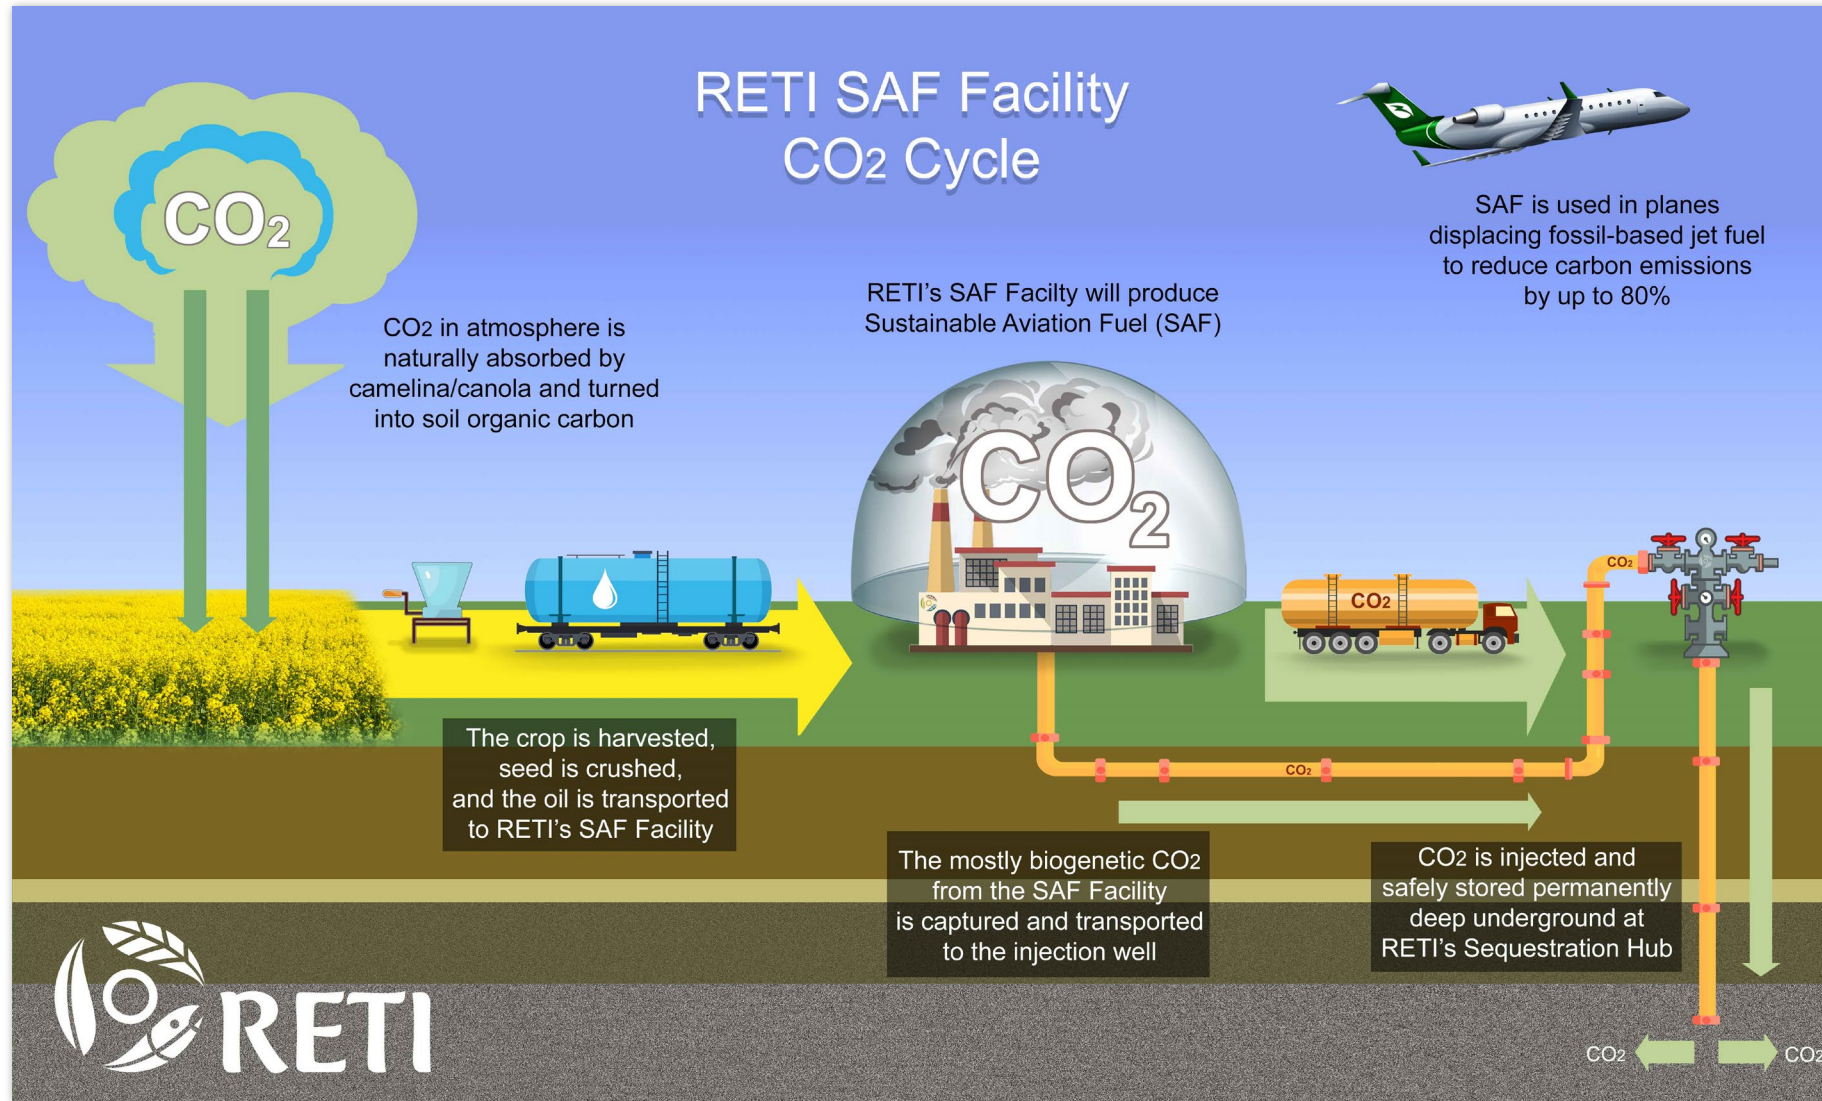 RETI SAF Facility
CO2 Cycle
CO2
CO2 in atmosphere is
naturally absorbed by
camelina/canola and turned
into soil organic carbon
RETI's SAF Facilty will produce
Sustainable Aviation Fuel (SAF)
SAF is used in planes
displacing fossil-based jet fuel
to reduce carbon emissions
by up to 80%
CO2
CO2
CO2
The crop is harvested,
seed is crushed,
and the oil is transported
to RETI's SAF Facility
CO2
The mostly biogenetic CO2
from the SAF Facility
is captured and transported
to the injection well
CO2 is injected and
safely stored permanently
deep underground at
RETI's Sequestration Hub
RETI
CO2
CO2